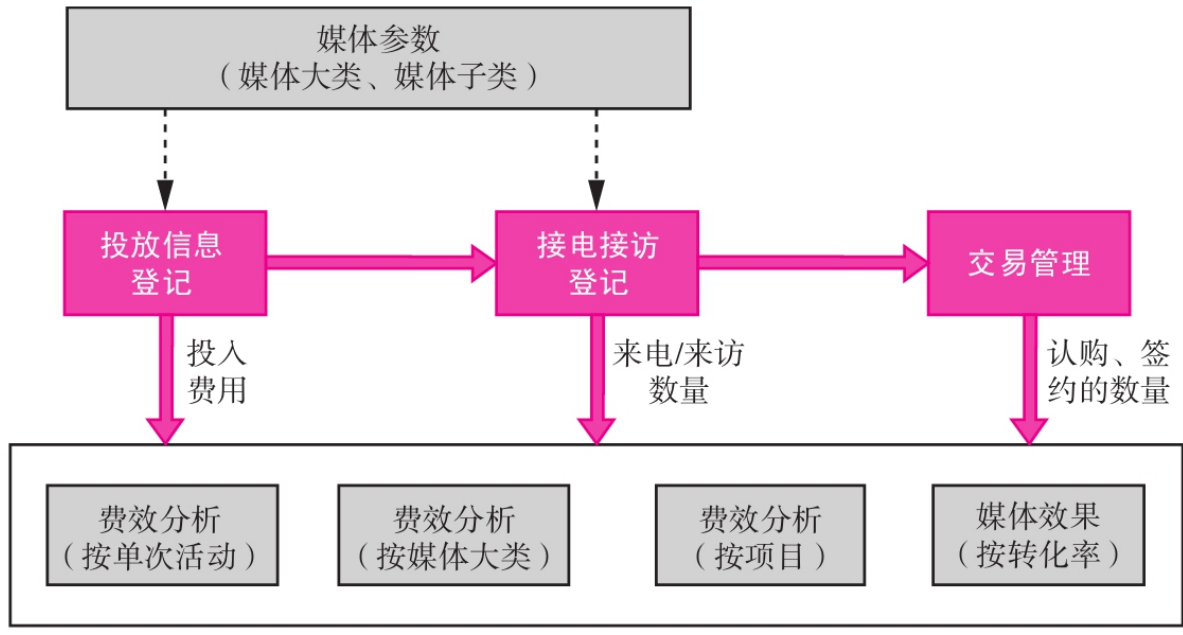 媒体参数
（媒体大类、媒体子类）
投放信息
登记
接电接访
登记
交易管理
投入
费用
来电/来访
数量
认购、签
约的数量
费效分析
（按单次活动）
费效分析
（按媒体大类）
费效分析
（按项目）
媒体效果
（按转化率）